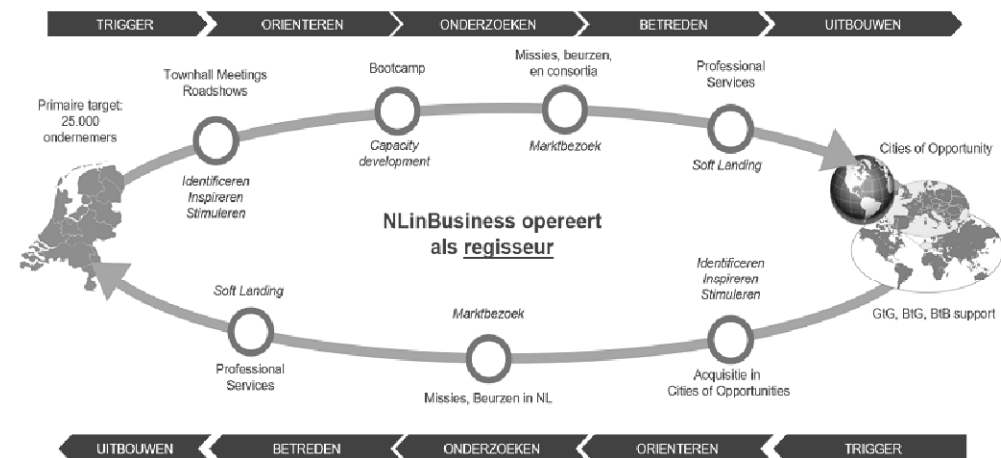 TRIGGER
ORIENTEREN
ONDERZOEKEN
BETREDEN
UITBOUWEN
Primaire target:
25.000
ondernemers
Townhall Meetings
Roadshows
Identificeren
Inspireren
Stimuleren
Bootcamp
Capacity
development
Missies, beurzen,
en consortia
Marktbezoek
Professional
Services
Soft Landing
Cities of Opportunity
NLinBusiness opereert
als regisseur
Soft Landing
Professional
Services
Marktbezoek
Missies, Beurzen in NL
Identificeren
Inspireren
Stimuleren
Acquisitie in
Cities of Opportunities
GtG, BtG, BtB support
UITBOUWEN
BETREDEN
ONDERZOEKEN
ORIENTEREN
TRIGGER